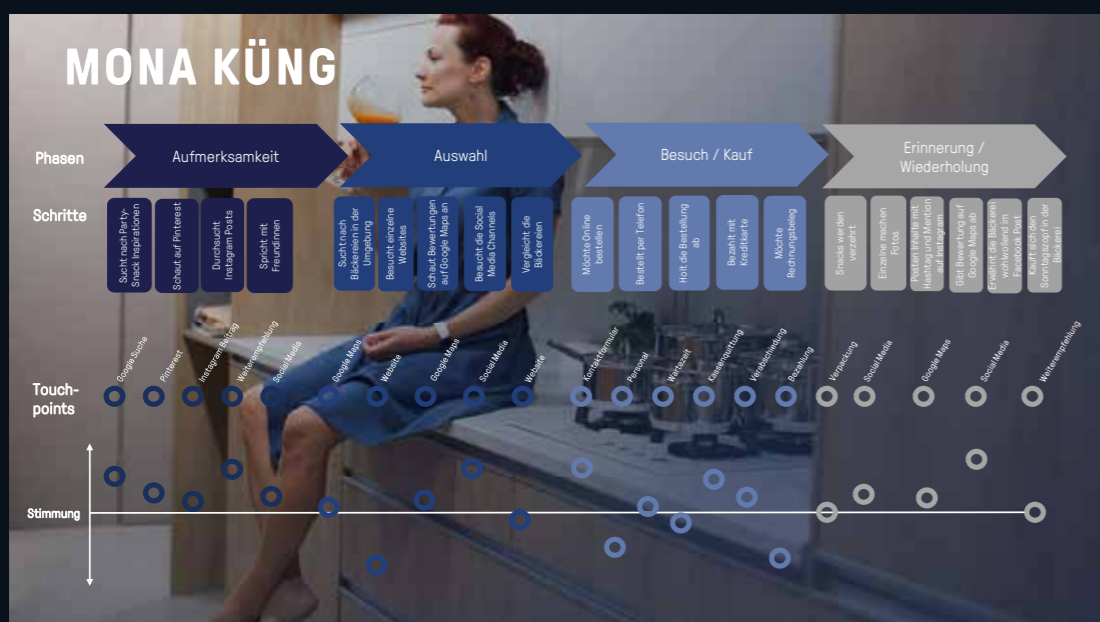 MONA KÜNG
Phasen
Aufmerksamkeit
Auswahl
Besuch / Kauf
Erinnerung /
Wiederholung
Schritte
Sucht nach Party-
Snack Inspirationen
Schaut auf Pinterest
Durchsucht
Instagram Posts
Spricht mit
Freundinnen
Sucht nach
Bäckereien in der
Umgebung
Besucht einzelne
Websites
Schaut Bewertungen
auf Google Maps an
Besucht die Social
Media Channels
Vergleicht die
Bäckereien
Möchte Online
bestellen
Bestellt per Telefon
Holt die Bestellung
ab
Bezahlt mit
Kreditkarte
Möchte
Rechnungsbeleg
Snacks werden
verzehrt
Einzelne machen
Fotos
Posten Inhalte mit
Hashtag und Mention
auf Instagram
Gibt Bewertung auf
Google Maps ab
Erwähnt die Bäckerei
wohlwollend im
Facebook Post
Kauft sich den
Sonntagszopf in der
Bäckerei
Touch-
points
Google Suche
Pinterest
Instagram Beitrag
Weiterempfehlung
Social Media
Google Maps
Website
Google Maps
Social Media
Website
Kontaktformular
Personal
Wartezeit
Kassenquittung
Verabschiedung
Bezahlung
Verpackung
Social Media
Google Maps
Social Media
Weiterempfehlung
Stimmung